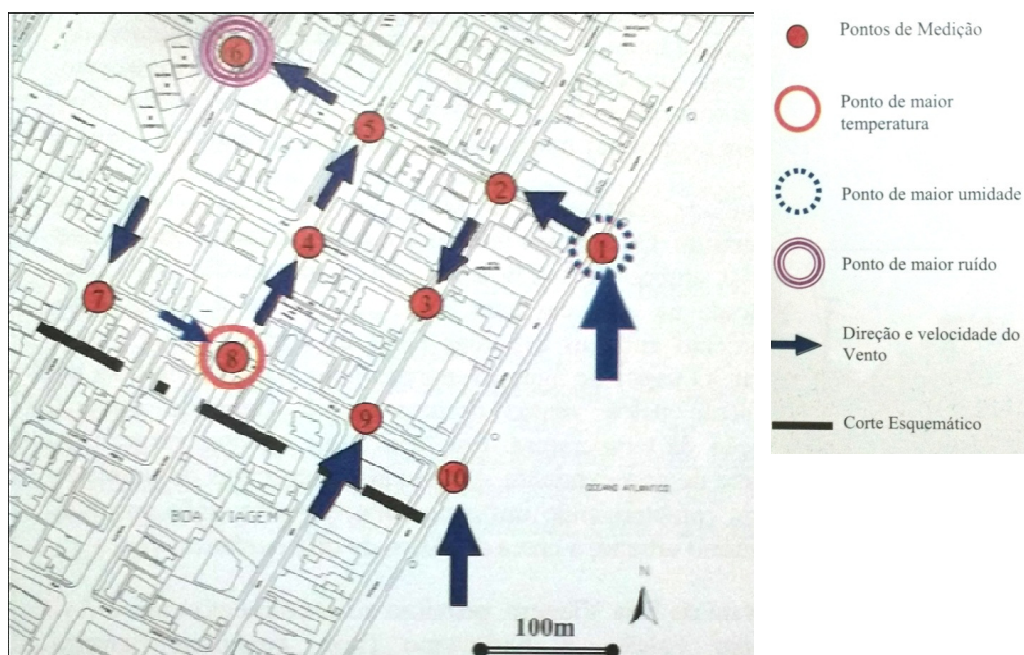 6
5
2
1
4
7
3
8
9
10
BOA VIAGEM
OCEANO ATLANTICO
N
100m
Pontos de Medição
Ponto de maior
temperatura
Ponto de maior umidade
Ponto de maior ruído
Direção e velocidade do
Vento
Corte Esquemático